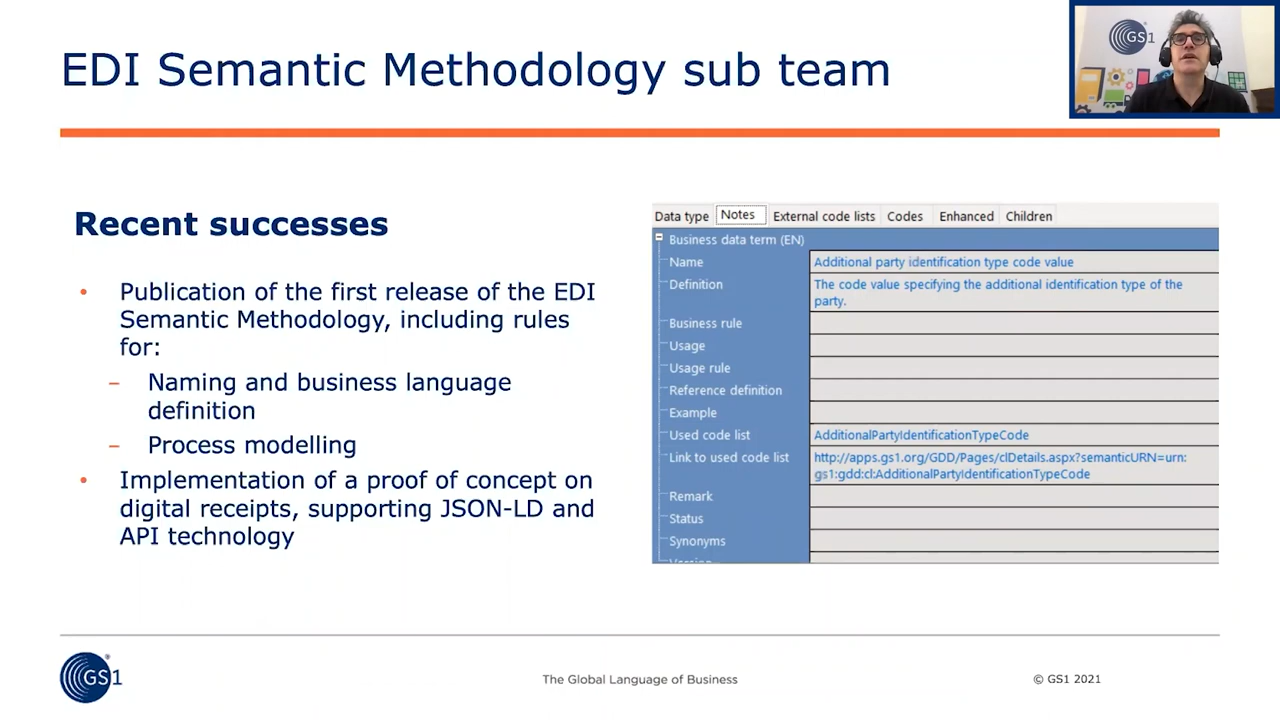 EDI Semantic Methodology sub team
GS1
Recent successes
• Publication of the first release of the EDI
Semantic Methodology, including rules
for:
– Naming and business language
definition
– Process modelling
• Implementation of a proof of concept on
digital receipts, supporting JSON-LD and
API technology
Data type Notes External code lists Codes Enhanced Children
Business data term (EN)
Name Additional party identification type code value
Definition The code value specifying the additional identification type of the
party.
Business rule
Usage
Usage rule
Reference definition
Example
Used code list AdditionalPartyIdentificationTypeCode
Link to used code list http://apps.gs1.org/GDD/Pages/clDetails.aspx?semanticURN=urn:
gs1:gdd:cl:AdditionalPartyIdentificationTypeCode
Remark
Status
Synonyms
GS1®
The Global Language of Business
© GS1 2021